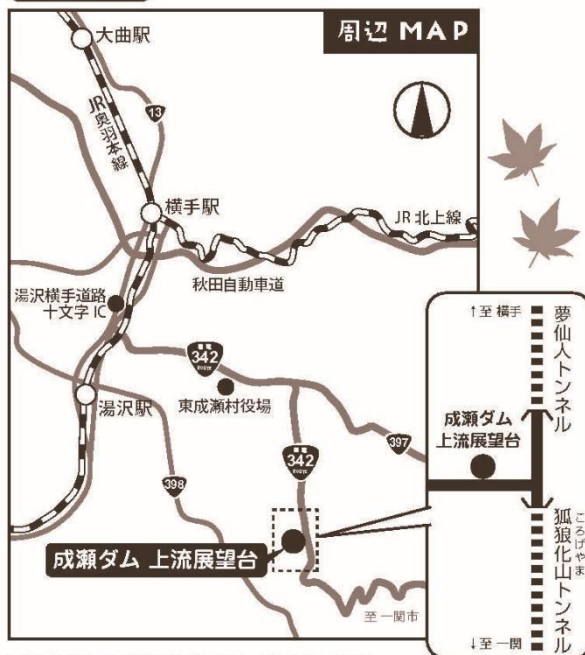 周辺 MAP
大曲駅
13
JR奥羽本線
横手駅
JR 北上線
秋田自動車道
湯沢横手道路
十文字 IC
342
湯沢駅
東成瀬村役場
397
342
398
成瀬ダム 上流展望台
至 一関市
↑至 横手
夢仙人トンネル
成瀬ダム
上流展望台
狐狼化山トンネル
ころげやま
↓至 一関